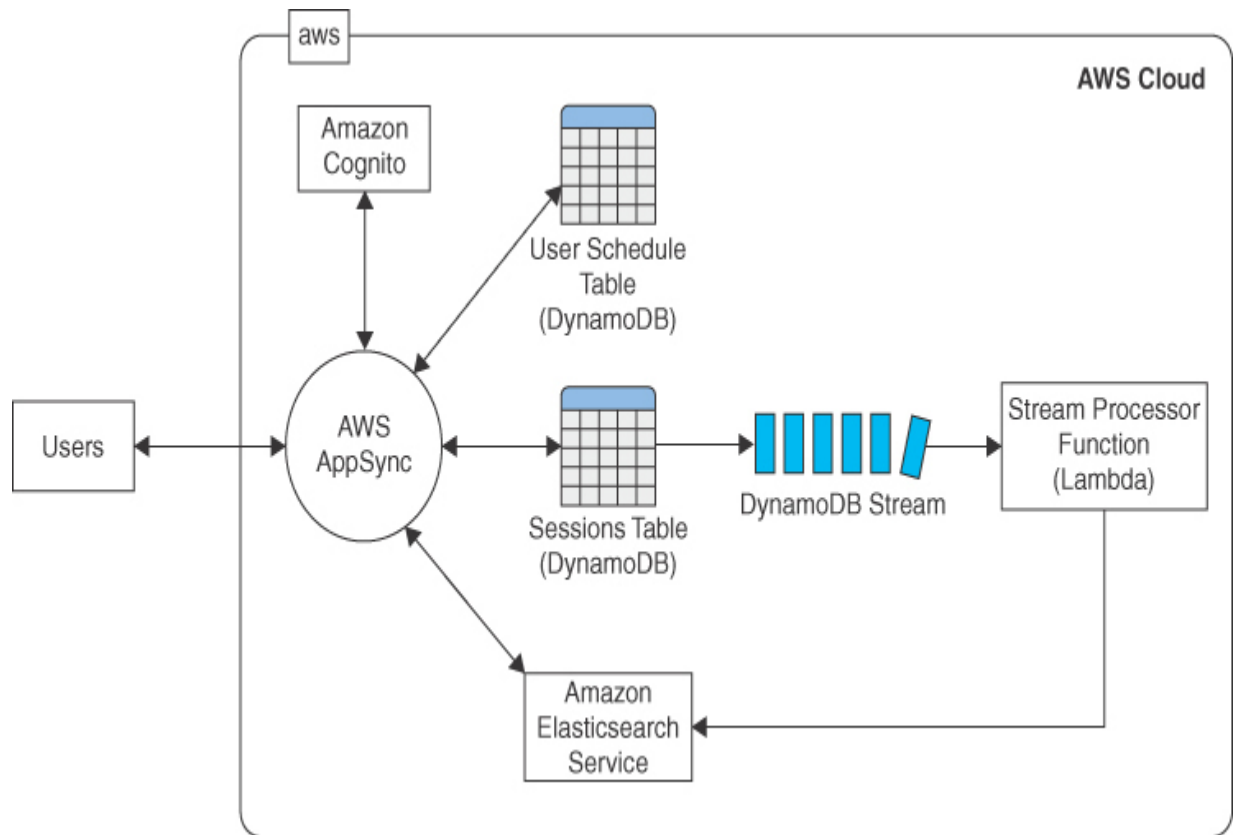 aws
AWS Cloud
Amazon
Cognito
User Schedule
Table
(DynamoDB)
Users
AWS
AppSync
Sessions Table
(DynamoDB)
DynamoDB Stream
Stream Processor
Function
(Lambda)
Amazon
Elasticsearch
Service